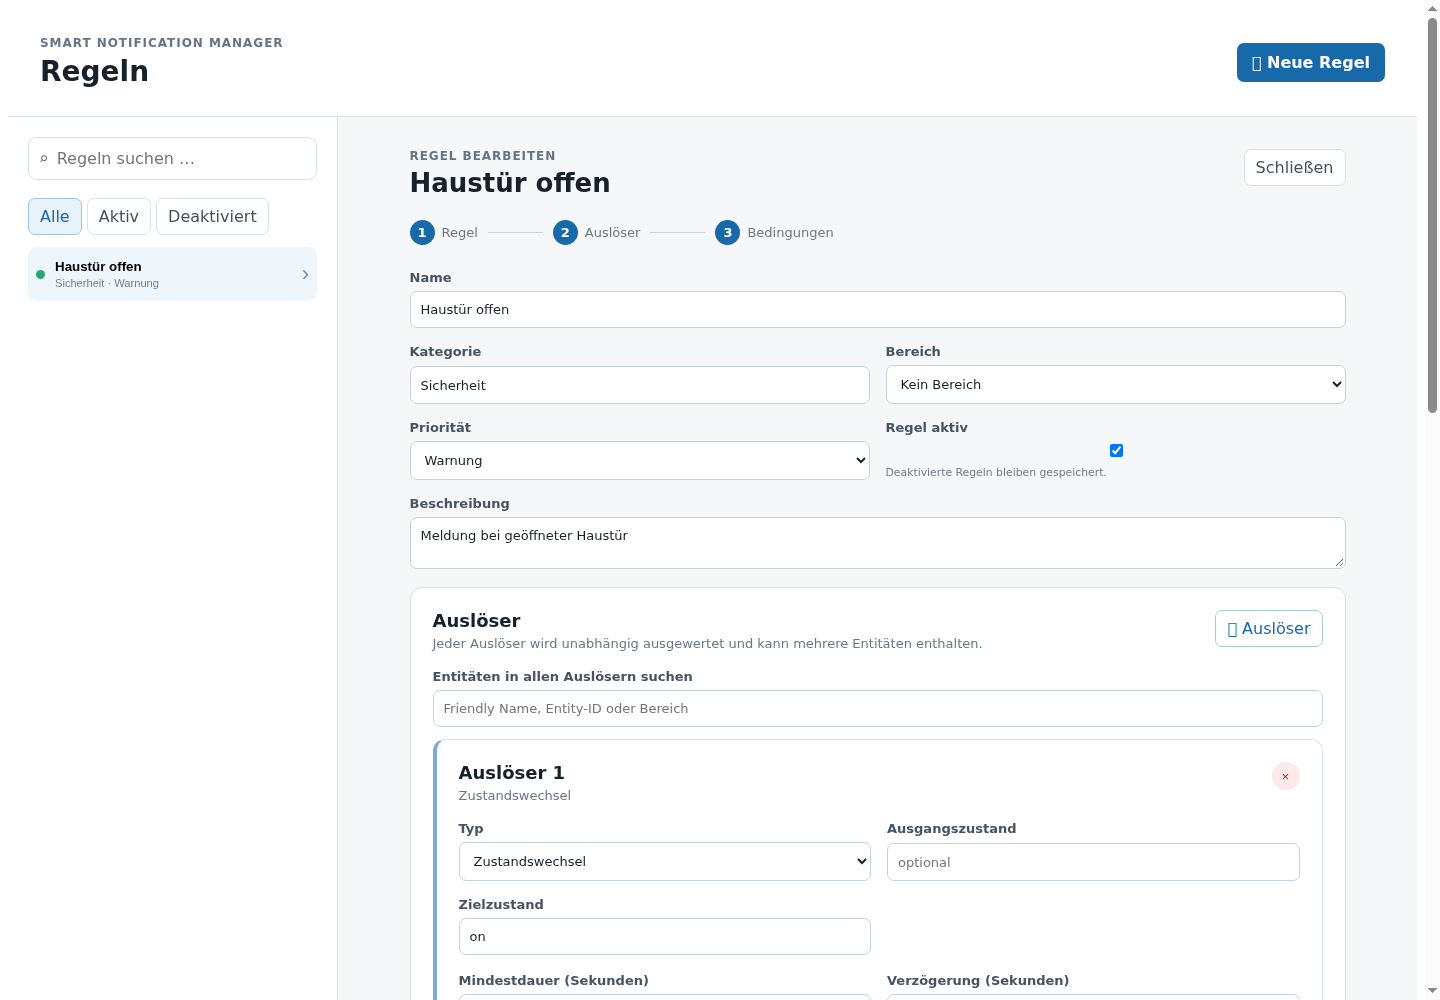 SMART NOTIFICATION MANAGER
Regeln
Neue Regel
Regeln suchen …
Alle
Aktiv
Deaktiviert
Haustür offen
Sicherheit · Warnung
REGEL BEARBEITEN
Haustür offen
Schließen
1 Regel
2 Auslöser
3 Bedingungen
Name
Haustür offen
Kategorie
Bereich
Sicherheit
Kein Bereich
Priorität
Regel aktiv
Warnung
Deaktivierte Regeln bleiben gespeichert.
Beschreibung
Meldung bei geöffneter Haustür
Auslöser
Auslöser
Jeder Auslöser wird unabhängig ausgewertet und kann mehrere Entitäten enthalten.
Entitäten in allen Auslösern suchen
Friendly Name, Entity-ID oder Bereich
Auslöser 1
×
Zustandswechsel
Typ
Ausgangszustand
Zustandswechsel
optional
Zielzustand
on
Mindestdauer (Sekunden)
Verzögerung (Sekunden)